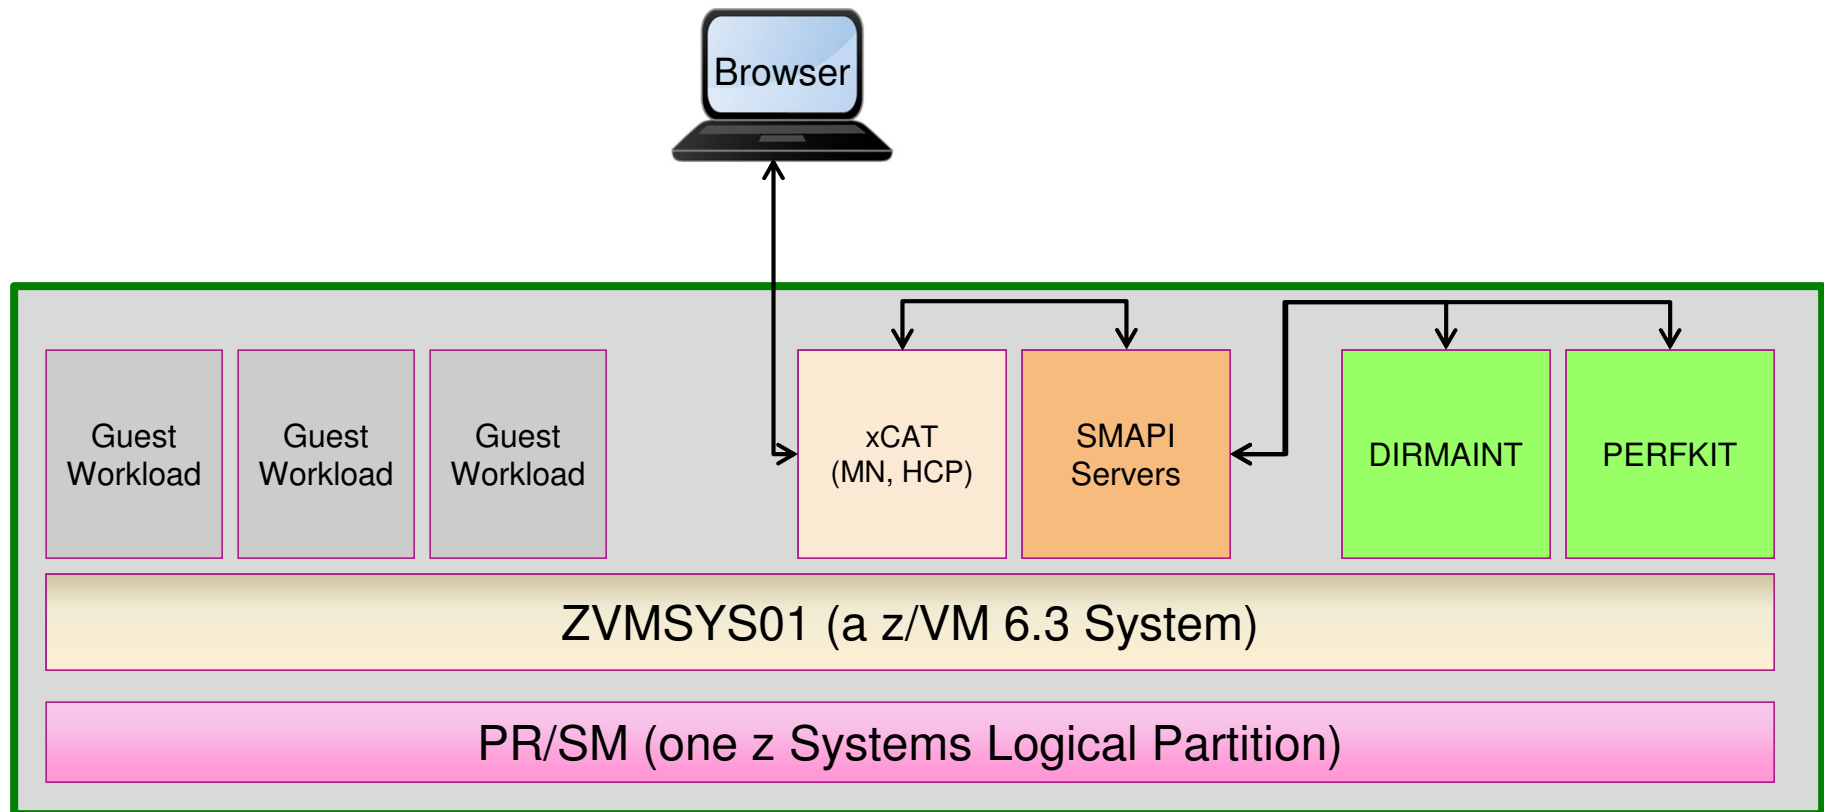 Browser
Guest
Workload
Guest
Workload
Guest
Workload
xCAT
(MN, HCP)
SMAPI
Servers
DIRMAINT
PERFKIT
ZVMSYS01 (a z/VM 6.3 System)
PR/SM (one z Systems Logical Partition)